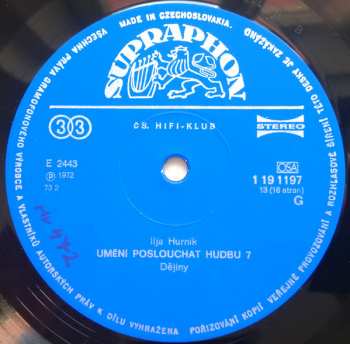 MADE IN CZECHOSLOVAKIA.
VŠECHNA PRÁVA GRAMOFONOVÉHO VÝROBCE A VLASTNÍKŮ AUTORSKÝCH PRÁV K DÍLU VYHRAZENA
POŘIZOVÁNÍ KOPIÍ VEŘEJNÉ PROVOZOVÁNÍ A ROZHLASOVÉ ŠÍŘENÍ TÉTO DESKY JE ZAKÁZÁNO
SUPRAPHON
33
ČS. HIFI-KLUB
STEREO
E 2443
℗ 1972
73 2
OSA
1 19 1197
13 (16 stran)
G
Ilja Hurník
UMĚNÍ POSLOUCHAT HUDBU 7
Dějiny